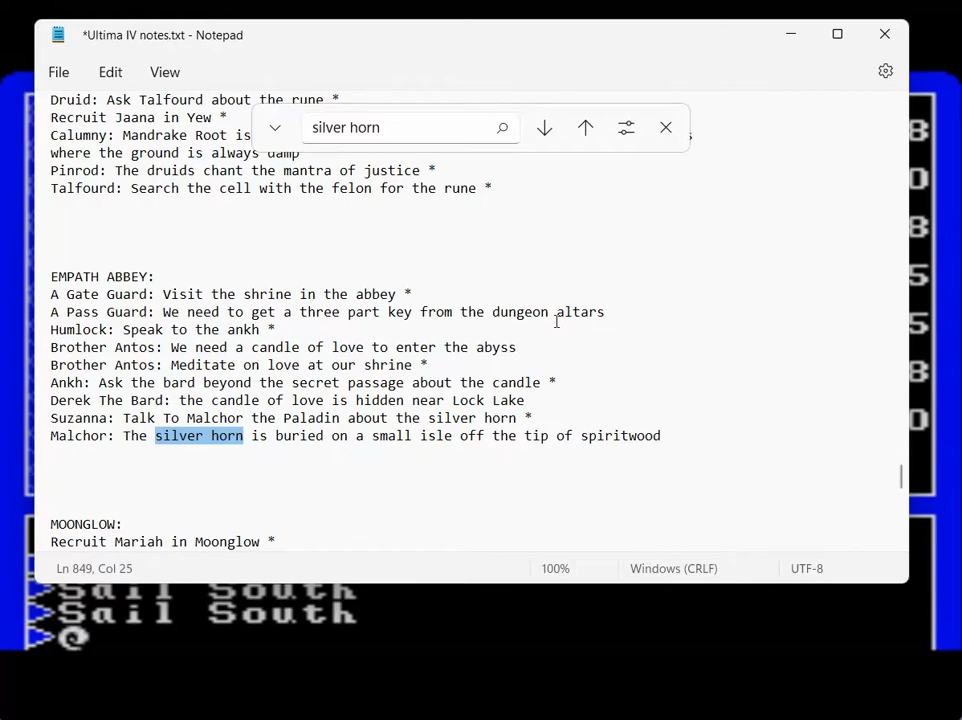 *Ultima IV notes.txt - Notepad
File Edit View
silver horn
Druid: Ask Talfourd about the rune *
Recruit Jaana in Yew *
Calumny: Mandrake Root is
where the ground is always damp
Pinrod: The druids chant the mantra of justice *
Talfourd: Search the cell with the felon for the rune *
EMPATH ABBEY:
A Gate Guard: Visit the shrine in the abbey *
A Pass Guard: We need to get a three part key from the dungeon altars
Humlock: Speak to the ankh *
Brother Antos: We need a candle of love to enter the abyss
Brother Antos: Meditate on love at our shrine *
Ankh: Ask the bard beyond the secret passage about the candle *
Derek The Bard: the candle of love is hidden near Lock Lake
Suzanna: Talk To Malchor the Paladin about the silver horn *
Malchor: The silver horn is buried on a small isle off the tip of spiritwood
MOONGLOW:
Recruit Mariah in Moonglow *
Ln 849, Col 25 100% Windows (CRLF) UTF-8
8
0
8
5
8
0
>Sail South
>Sail South
>@